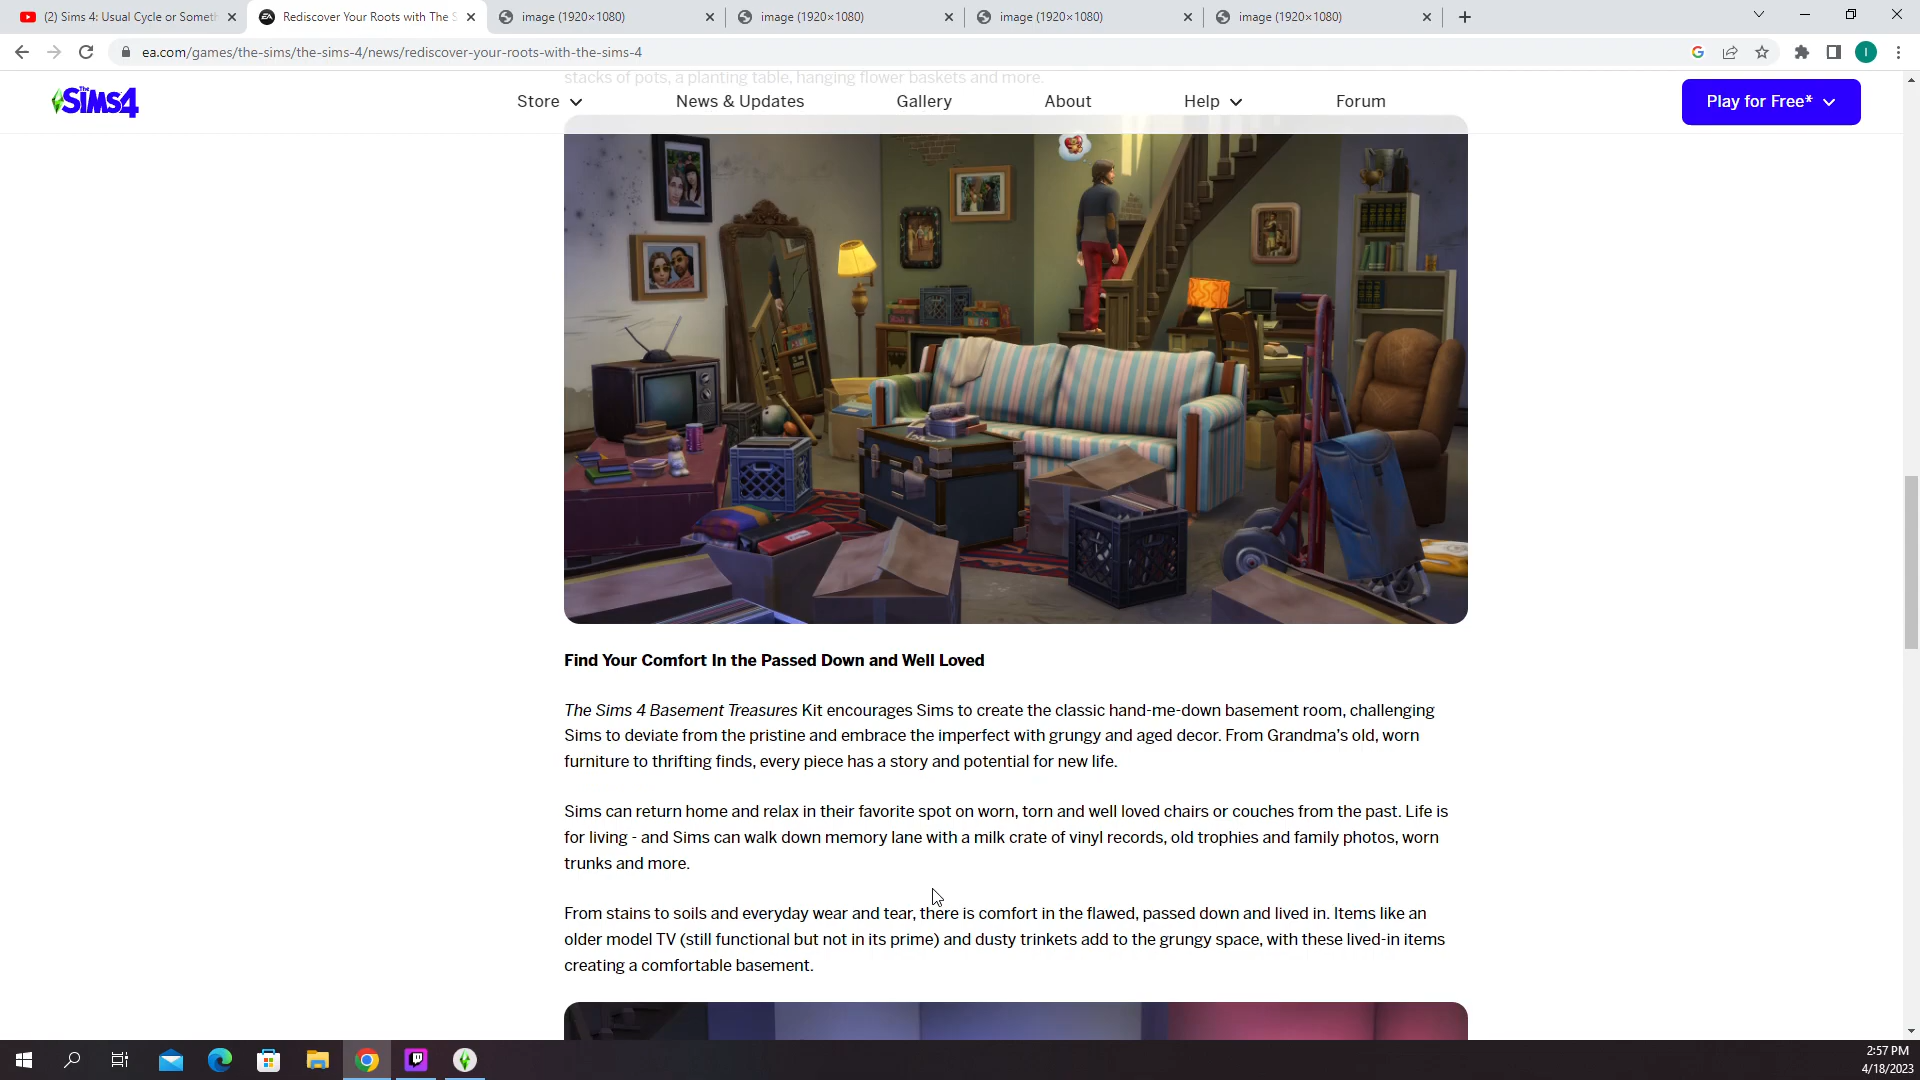 (2) Sims 4: Usual Cycle or Somet
Rediscover Your Roots with The S
image (1920×1080)
image (1920×1080)
image (1920×1080)
image (1920×1080)
ea.com/games/the-sims/the-sims-4/news/rediscover-your-roots-with-the-sims-4
I
stacks of pots, a planting table, hanging flower baskets and more.
The SiMS4
Store
News & Updates
Gallery
About
Help
Forum
Play for Free*
Find Your Comfort In the Passed Down and Well Loved
The Sims 4 Basement Treasures Kit encourages Sims to create the classic hand-me-down basement room, challenging
Sims to deviate from the pristine and embrace the imperfect with grungy and aged decor. From Grandma's old, worn
furniture to thrifting finds, every piece has a story and potential for new life.
Sims can return home and relax in their favorite spot on worn, torn and well loved chairs or couches from the past. Life is
for living - and Sims can walk down memory lane with a milk crate of vinyl records, old trophies and family photos, worn
trunks and more.
From stains to soils and everyday wear and tear, there is comfort in the flawed, passed down and lived in. Items like an
older model TV (still functional but not in its prime) and dusty trinkets add to the grungy space, with these lived-in items
creating a comfortable basement.
2:57 PM
4/18/2023